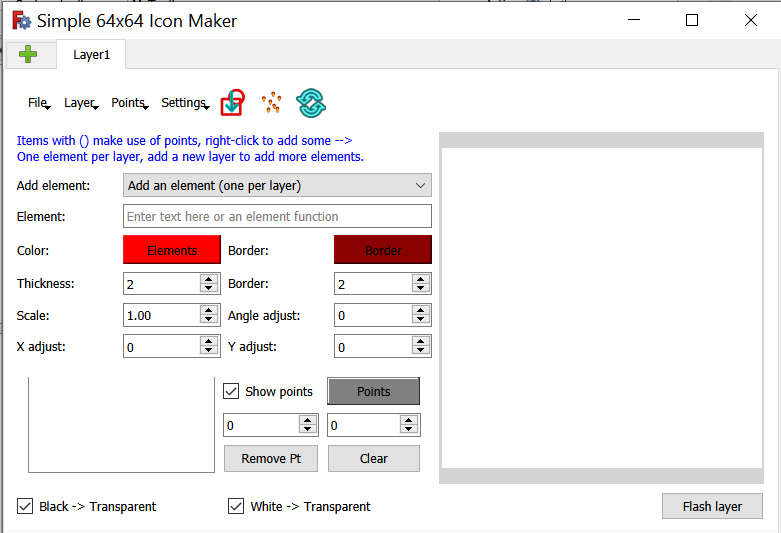 Simple 64x64 Icon Maker
Layer1
File Layer Points Settings
Items with () make use of points, right-click to add some -->
One element per layer, add a new layer to add more elements.
Add element: Add an element (one per layer)
Element: Enter text here or an element function
Color: Elements Border: Border
Thickness: 2 Border: 2
Scale: 1.00 Angle adjust: 0
X adjust: 0 Y adjust: 0
Show points Points
0 0
Remove Pt Clear
Black -> Transparent White -> Transparent Flash layer